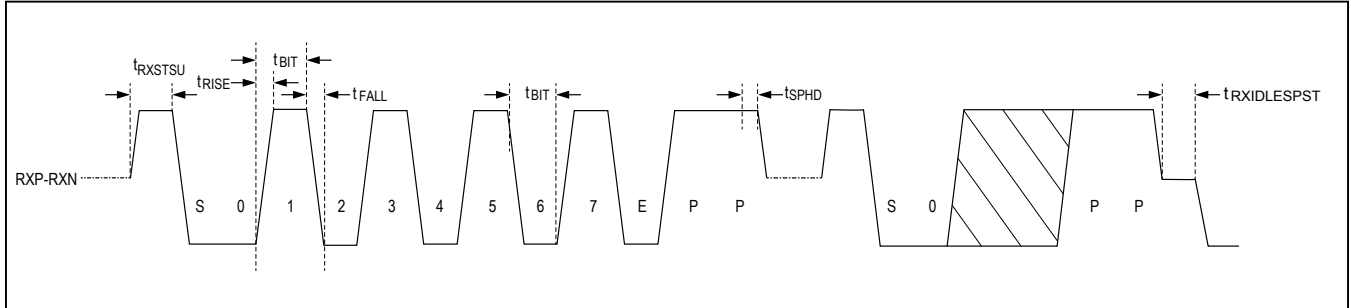 tRXSTSU
tRISE
tBIT
tFALL
tBIT
tSPHD
tRXIDLESPST
RXP-RXN
S 0 1 2 3 4 5 6 7 E P P S 0 P P